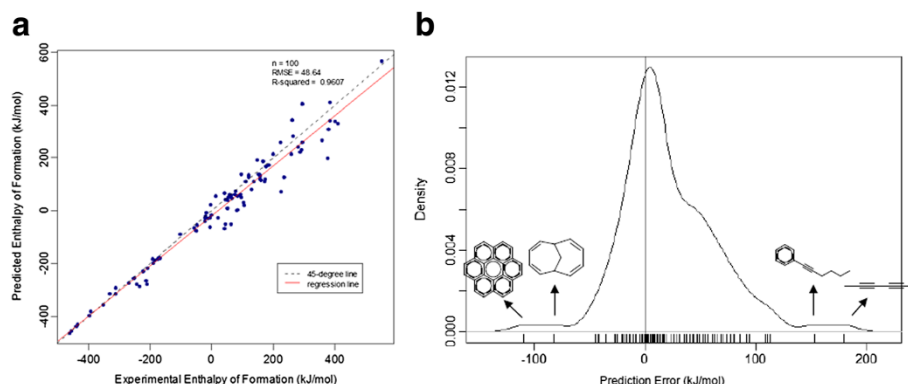 a
600
400
200
0
200
400
-400
-200
0
200
400
Predicted Enthalpy of Formation (kJ/mol)
Experimental Enthalpy of Formation (kJ/mol)
n = 100
RMSE = 48.64
R-squared = 0.9607
45-degree line
regression line
b
0.012
0.008
0.004
0.000
Density
-100
0
100
200
Prediction Error (kJ/mol)